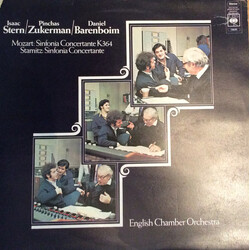 Isaac Pinchas Daniel
Stern/Zukerman/Barenboim
Mozart: Sinfonia Concertante K364
Stamitz: Sinfonia Concertante
English Chamber Orchestra